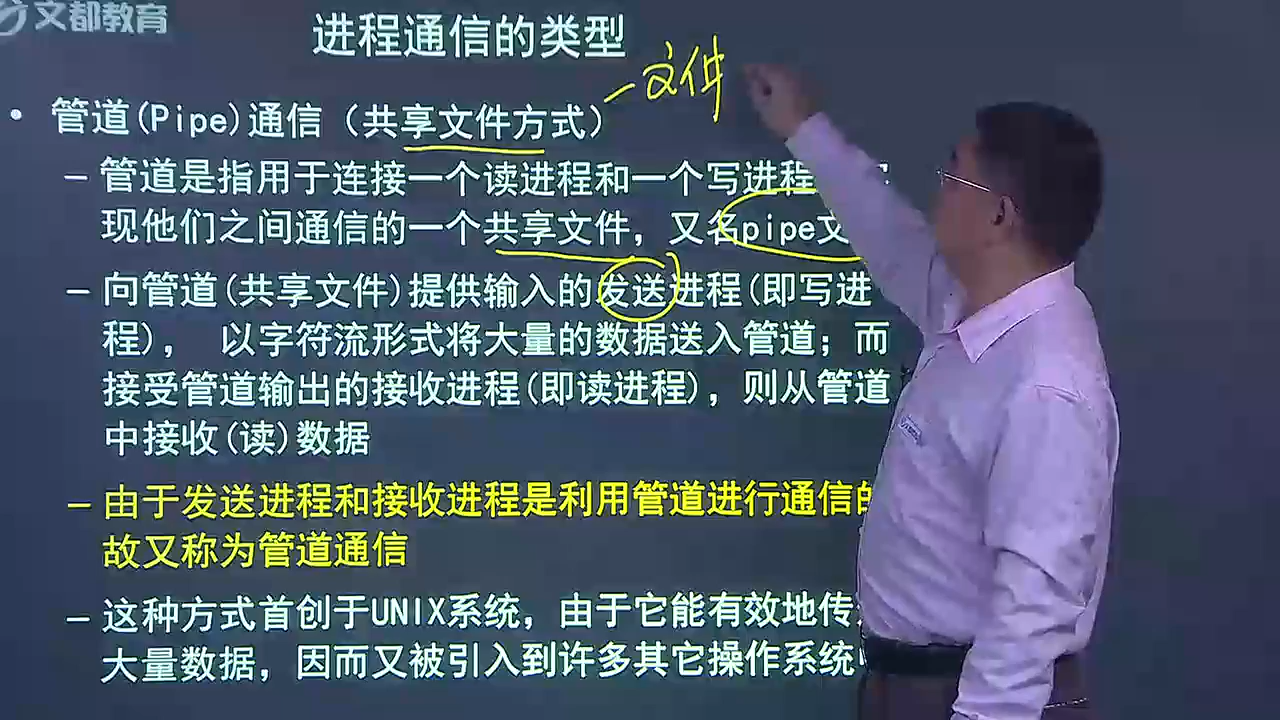 文都教育
进程通信的类型
一文件
• 管道(Pipe)通信（共享文件方式）
– 管道是指用于连接一个读进程和一个写进程
现他们之间通信的一个共享文件，又名pipe文
– 向管道(共享文件)提供输入的发送进程(即写进
程)， 以字符流形式将大量的数据送入管道；而
接受管道输出的接收进程(即读进程)，则从管道
中接收(读)数据
– 由于发送进程和接收进程是利用管道进行通信的
故又称为管道通信
– 这种方式首创于UNIX系统，由于它能有效地传
大量数据，因而又被引入到许多其它操作系统